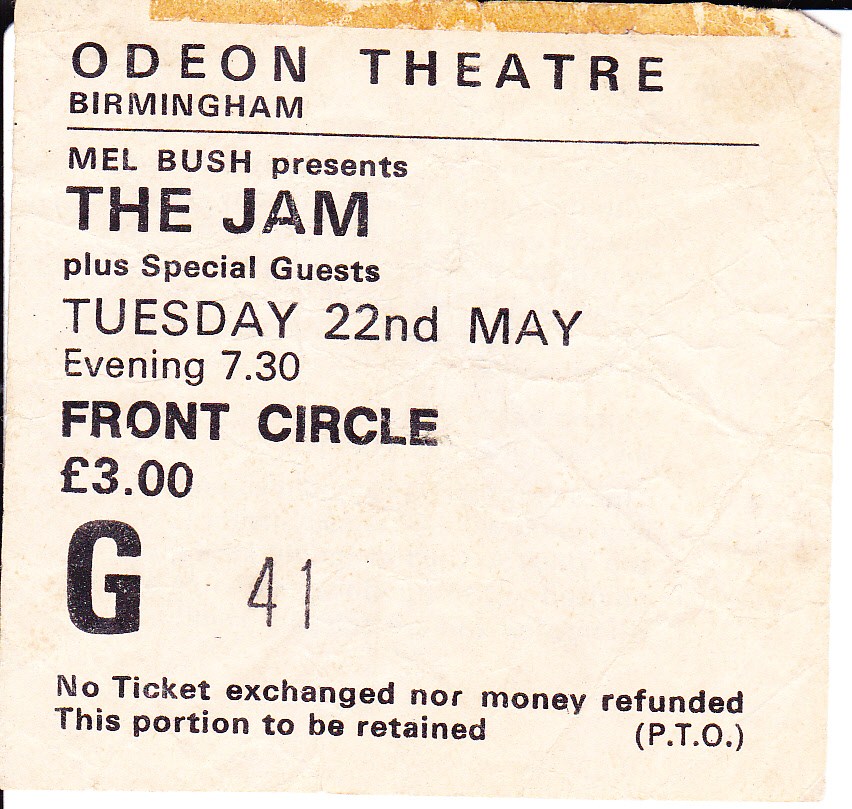 ODEON THEATRE
BIRMINGHAM
MEL BUSH presents
THE JAM
plus Special Guests
TUESDAY 22nd MAY
Evening 7.30
FRONT CIRCLE
£3.00
G 41
No Ticket exchanged nor money refunded
This portion to be retained (P.T.O.)